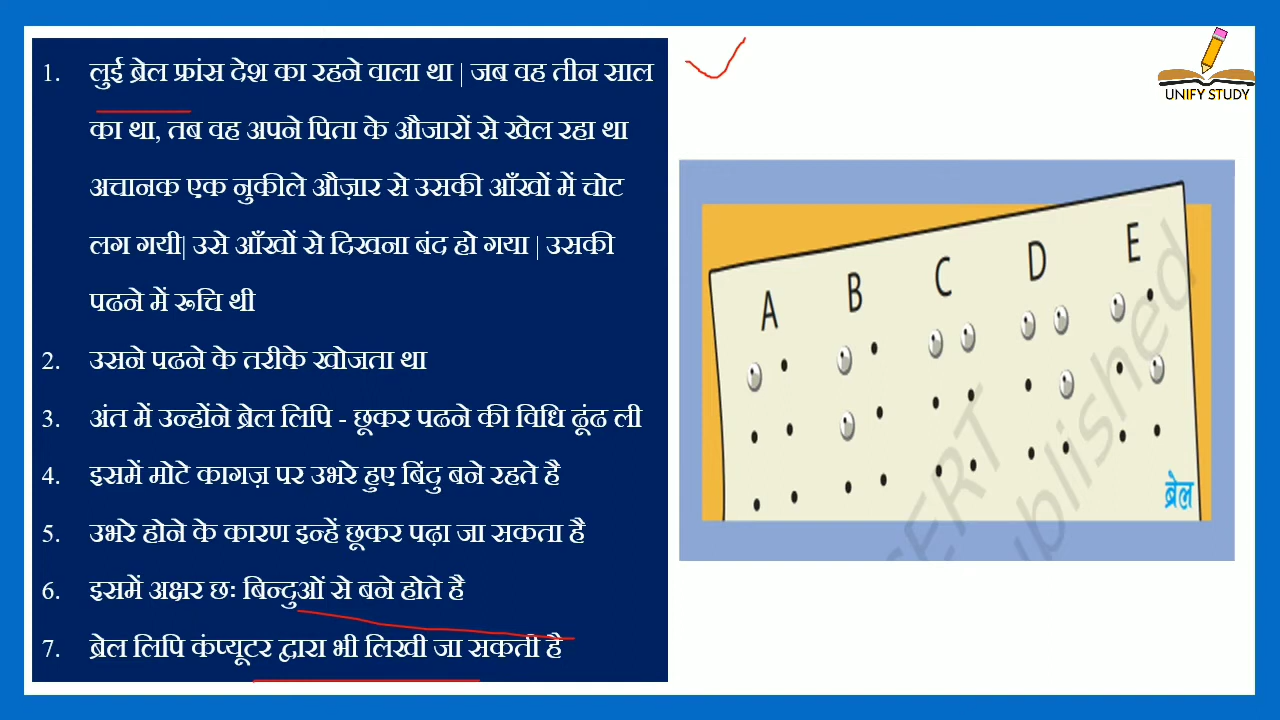 1. लुई ब्रेल फ्रांस देश का रहने वाला था | जब वह तीन साल
का था, तब वह अपने पिता के औजारों से खेल रहा था
अचानक एक नुकीले औज़ार से उसकी आँखों में चोट
लग गयी| उसे आँखों से दिखना बंद हो गया | उसकी
पढने में रूचि थी
2. उसने पढने के तरीके खोजता था
3. अंत में उन्होंने ब्रेल लिपि - छूकर पढने की विधि ढूंढ ली
4. इसमें मोटे कागज़ पर उभरे हुए बिंदु बने रहते है
5. उभरे होने के कारण इन्हें छूकर पढ़ा जा सकता है
6. इसमें अक्षर छः बिन्दुओं से बने होते है
7. ब्रेल लिपि कंप्यूटर द्वारा भी लिखी जा सकती है
UNIFY STUDY
A B C D E
ब्रेल